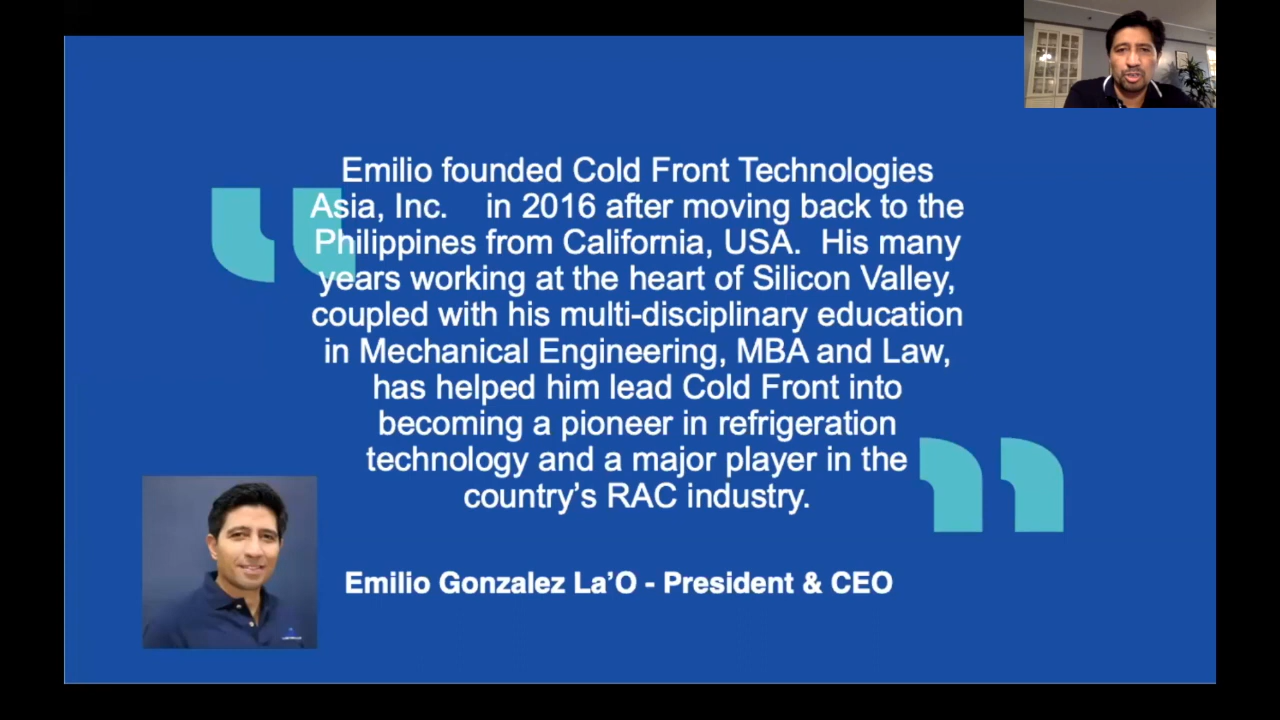 Emilio founded Cold Front Technologies
Asia, Inc. in 2016 after moving back to the
Philippines from California, USA. His many
years working at the heart of Silicon Valley,
coupled with his multi-disciplinary education
in Mechanical Engineering, MBA and Law,
has helped him lead Cold Front into
becoming a pioneer in refrigeration
technology and a major player in the
country’s RAC industry.
Emilio Gonzalez La’O - President & CEO